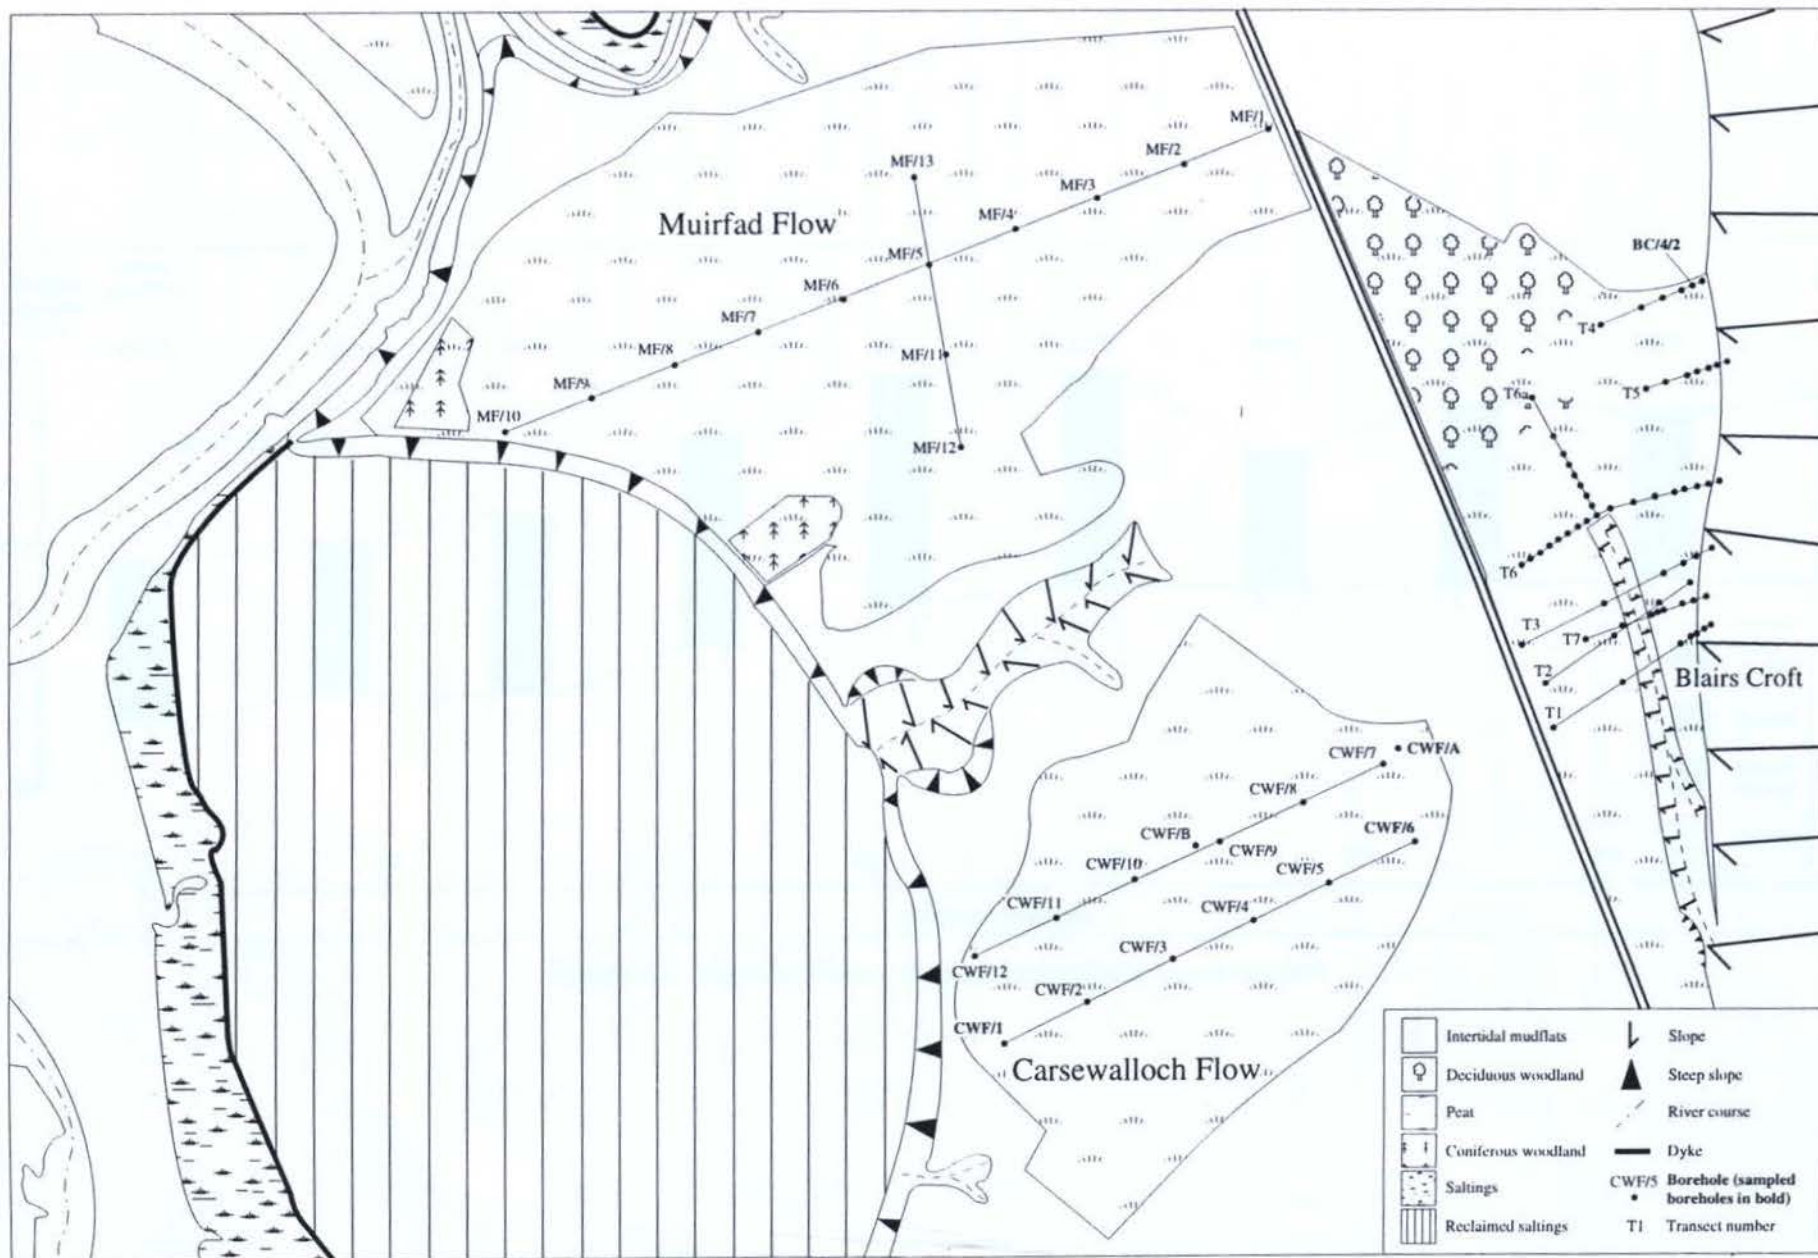 MF/1
MF/2
MF/13
MF/3
Muirfad Flow
MF/4
MF/5
BC/4/2
MF/6
MF/7
T4
MF/8
MF/11
MF/9
T5
T6a
MF/10
MF/12
T6
T3
T7
T2
Blairs Croft
T1
CWF/7
CWF/A
CWF/8
CWF/B
CWF/6
CWF/9
CWF/10
CWF/5
CWF/11
CWF/4
CWF/3
CWF/12
CWF/2
CWF/1
Carsewalloch Flow
Intertidal mudflats
Deciduous woodland
Peat
Coniferous woodland
Saltings
Reclaimed saltings
Slope
Steep slope
River course
Dyke
CWF/5 Borehole (sampled
boreholes in bold)
T1 Transect number